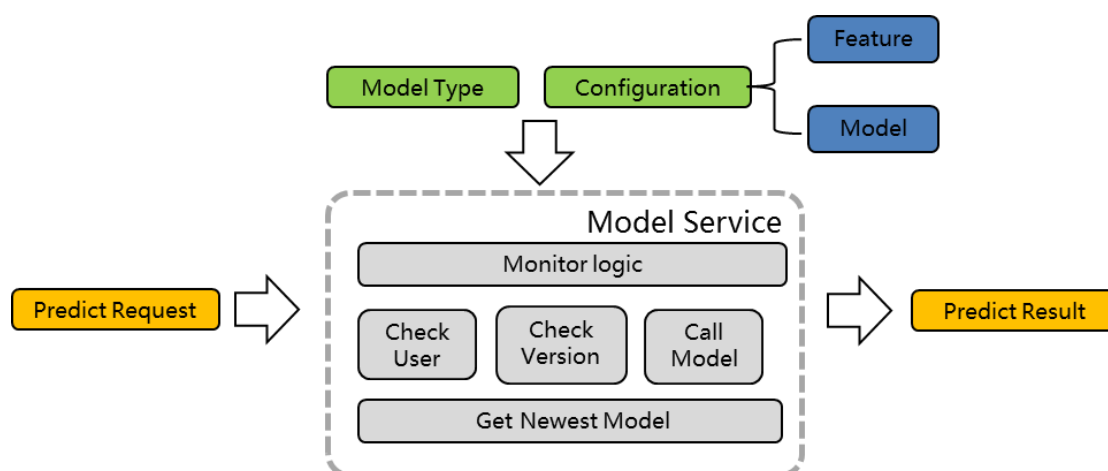 Feature
Model Type
Configuration
Model
Model Service
Monitor logic
Predict Request
Check
User
Check
Version
Call
Model
Predict Result
Get Newest Model